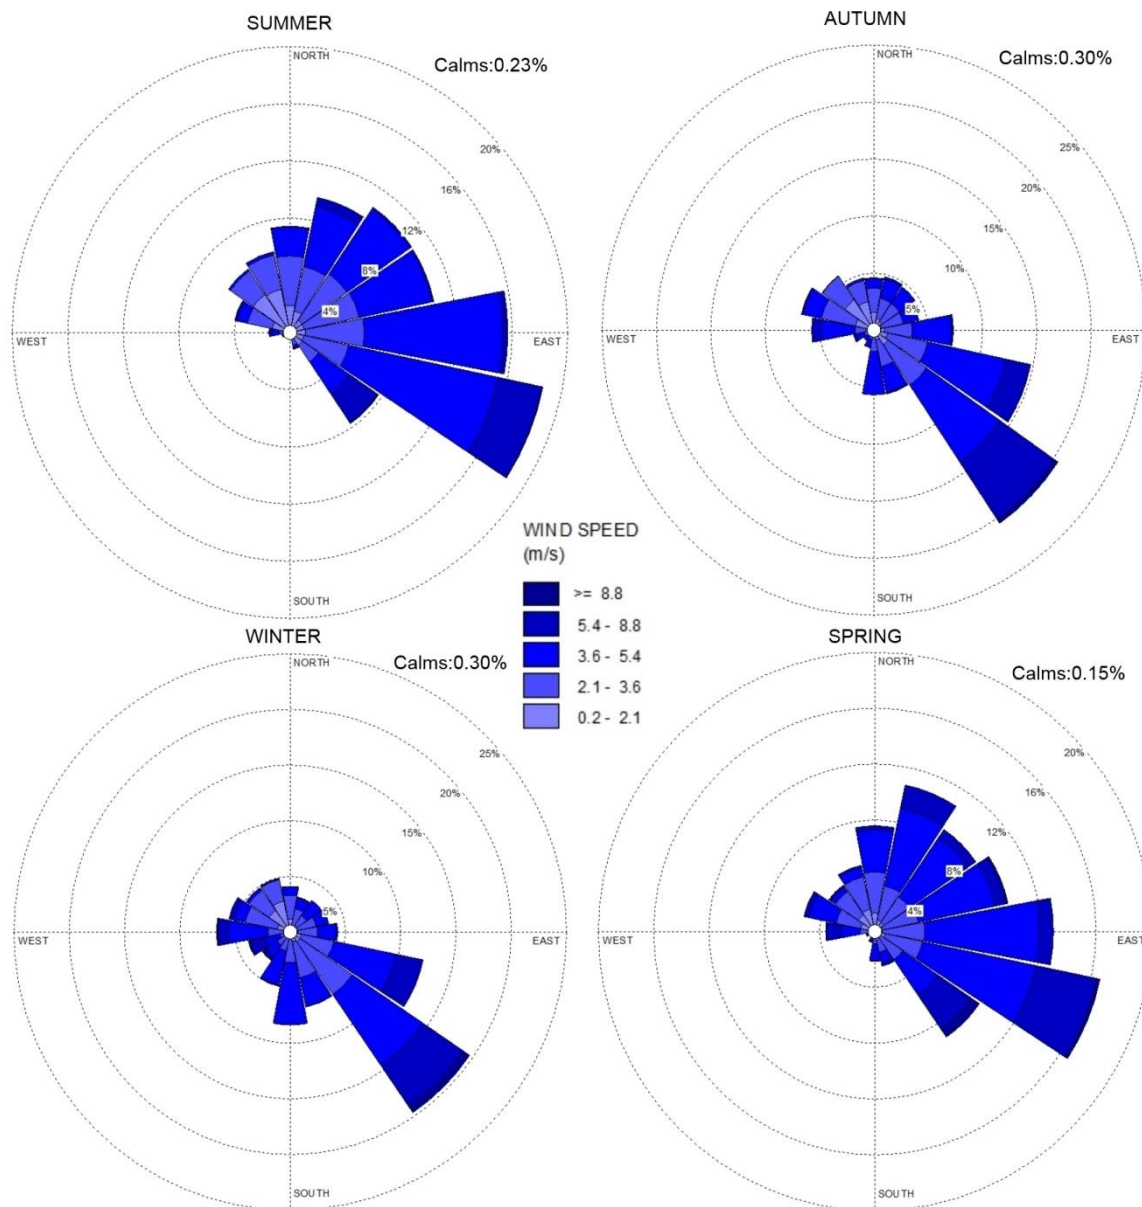 SUMMER
NORTH
Calms:0.23%
20%
16%
12%
8%
4%
WEST
EAST
SOUTH
AUTUMN
NORTH
Calms:0.30%
25%
20%
15%
10%
5%
WEST
EAST
SOUTH
WIND SPEED
(m/s)
>= 8.8
5.4 - 8.8
3.6 - 5.4
2.1 - 3.6
0.2 - 2.1
WINTER
NORTH
Calms:0.30%
25%
20%
15%
10%
5%
WEST
EAST
SOUTH
SPRING
NORTH
Calms:0.15%
20%
16%
12%
8%
4%
WEST
EAST
SOUTH